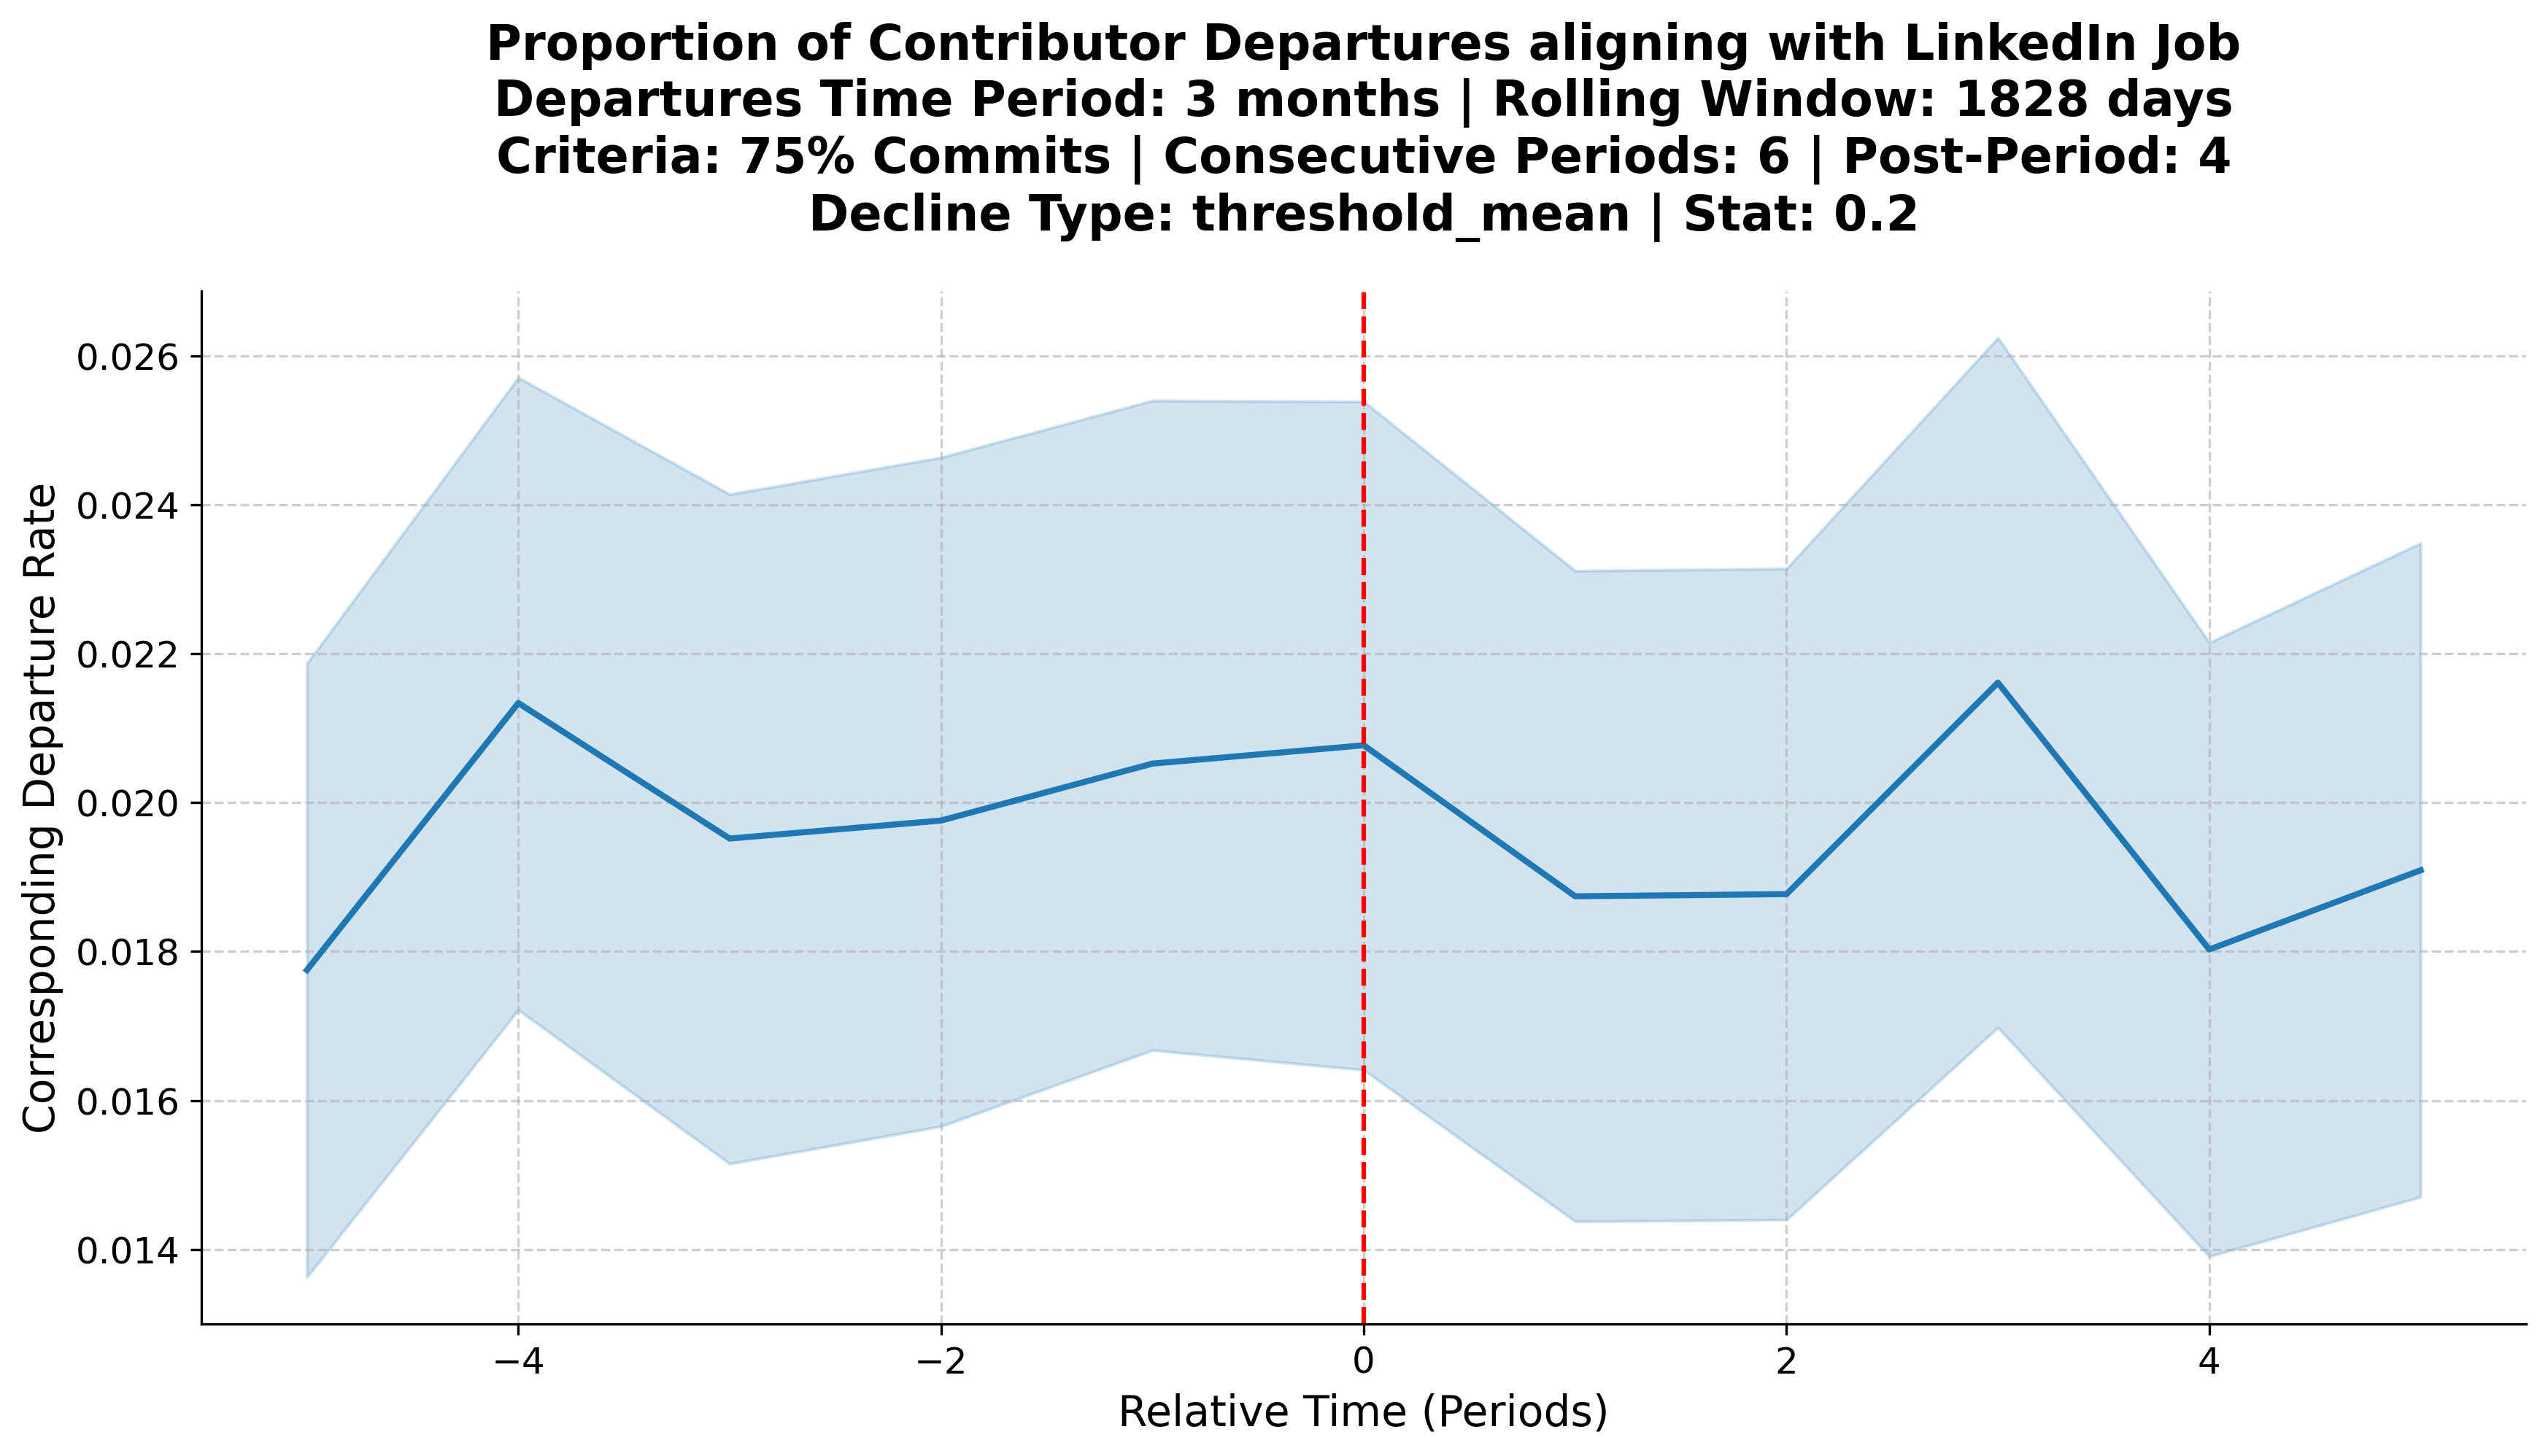 Proportion of Contributor Departures aligning with LinkedIn Job
Departures Time Period: 3 months | Rolling Window: 1828 days
Criteria: 75% Commits | Consecutive Periods: 6 | Post-Period: 4
Decline Type: threshold_mean | Stat: 0.2
Corresponding Departure Rate
0.026
0.024
0.022
0.020
0.018
0.016
0.014
−4
−2
0
2
4
Relative Time (Periods)